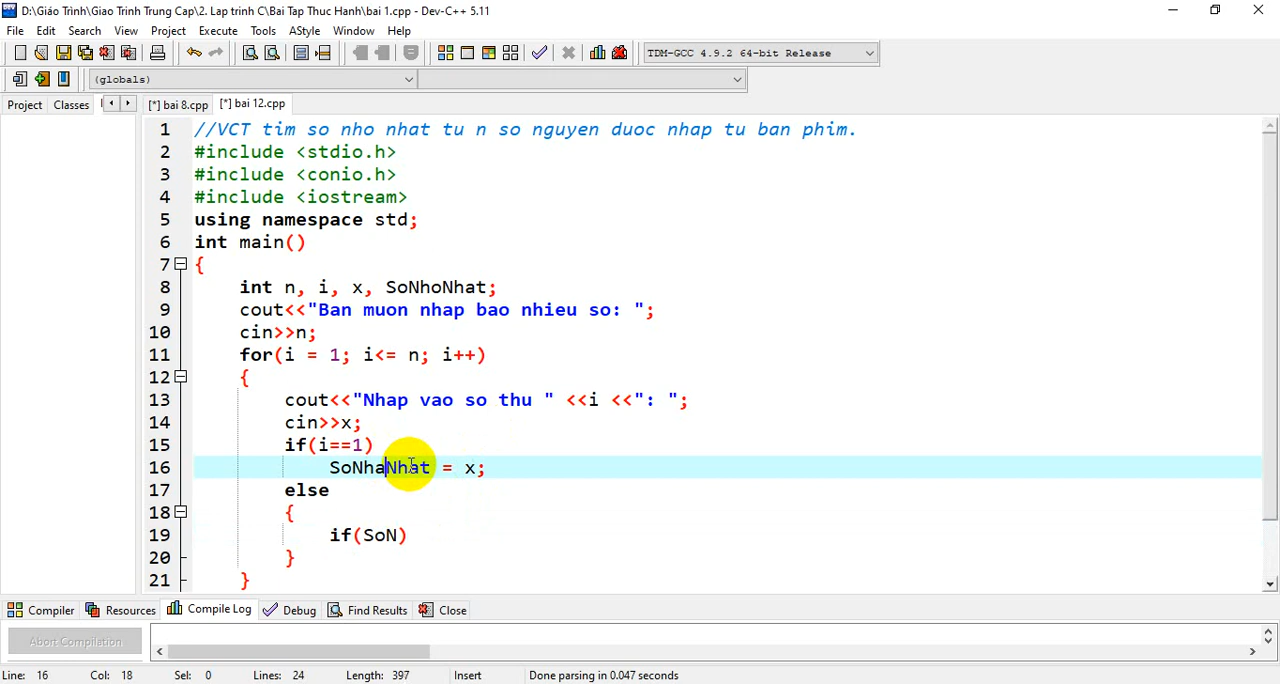 D:\Giáo Trình\Giao Trinh Trung Cap\2. Lap trinh C\Bai Tap Thuc Hanh\bai 1.cpp - Dev-C++ 5.11
File Edit Search View Project Execute Tools AStyle Window Help
TDM-GCC 4.9.2 64-bit Release
(globals)
Project Classes [*] bai 8.cpp [*] bai 12.cpp
1 //VCT tim so nho nhat tu n so nguyen duoc nhap tu ban phim.
2 #include <stdio.h>
3 #include <conio.h>
4 #include <iostream>
5 using namespace std;
6 int main()
7 {
8 int n, i, x, SoNhoNhat;
9 cout<<"Ban muon nhap bao nhieu so: ";
10 cin>>n;
11 for(i = 1; i<= n; i++)
12 {
13 cout<<"Nhap vao so thu " <<i <<": ";
14 cin>>x;
15 if(i==1)
16 SoNhaNhat = x;
17 else
18 {
19 if(SoN)
20 }
21 }
Compiler Resources Compile Log Debug Find Results Close
Abort Compilation
Line: 16 Col: 18 Sel: 0 Lines: 24 Length: 397 Insert Done parsing in 0.047 seconds